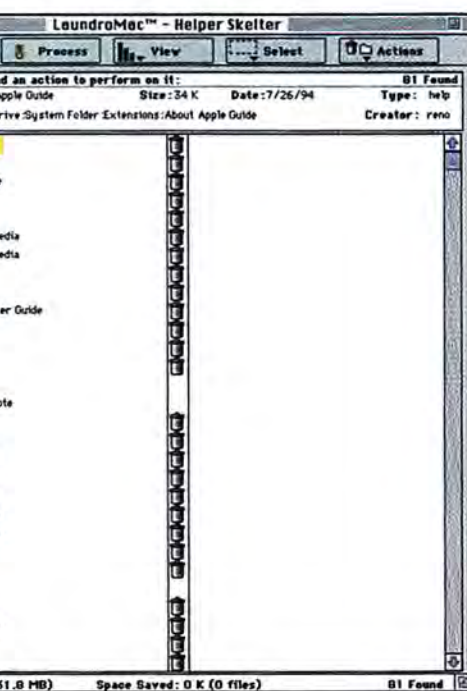 LaundroMac™ - Helper Skelter
Process View Select Actions
d an action to perform on it: 81 Found
pple Guide Size: 34 K Date: 7/26/94 Type: help
rive:System Folder:Extensions:About Apple Guide Creator: reno
edia
edia
er Guide
ote
51.8 MB) Space Saved: 0 K (0 files) 81 Found